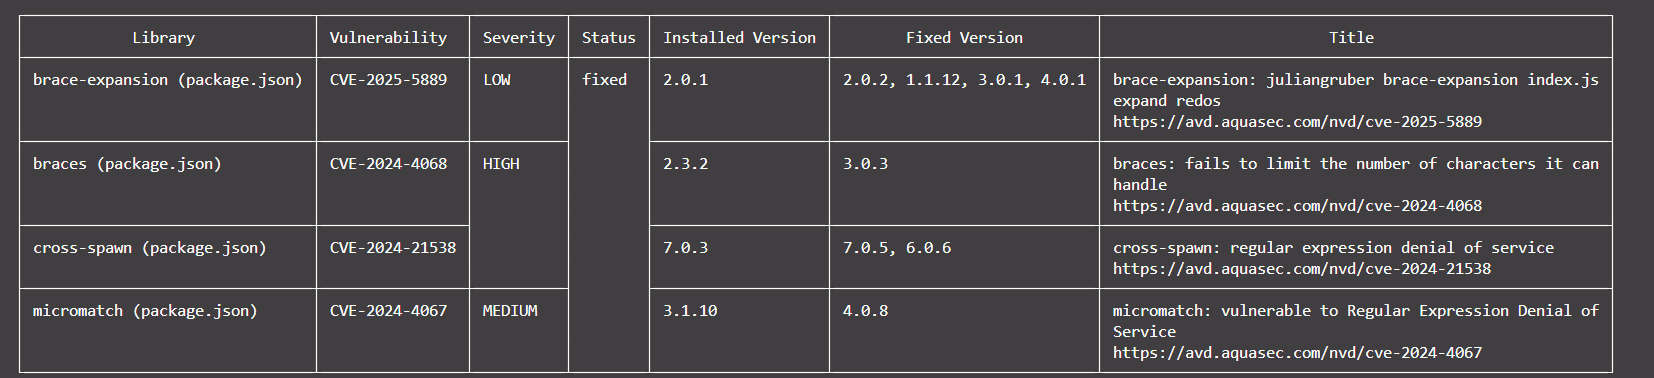 Library Vulnerability Severity Status Installed Version Fixed Version Title
brace-expansion (package.json) CVE-2025-5889 LOW fixed 2.0.1 2.0.2, 1.1.12, 3.0.1, 4.0.1 brace-expansion: juliangruber brace-expansion index.js
expand redos
https://avd.aquasec.com/nvd/cve-2025-5889
braces (package.json) CVE-2024-4068 HIGH 2.3.2 3.0.3 braces: fails to limit the number of characters it can
handle
https://avd.aquasec.com/nvd/cve-2024-4068
cross-spawn (package.json) CVE-2024-21538 7.0.3 7.0.5, 6.0.6 cross-spawn: regular expression denial of service
https://avd.aquasec.com/nvd/cve-2024-21538
micromatch (package.json) CVE-2024-4067 MEDIUM 3.1.10 4.0.8 micromatch: vulnerable to Regular Expression Denial of
Service
https://avd.aquasec.com/nvd/cve-2024-4067